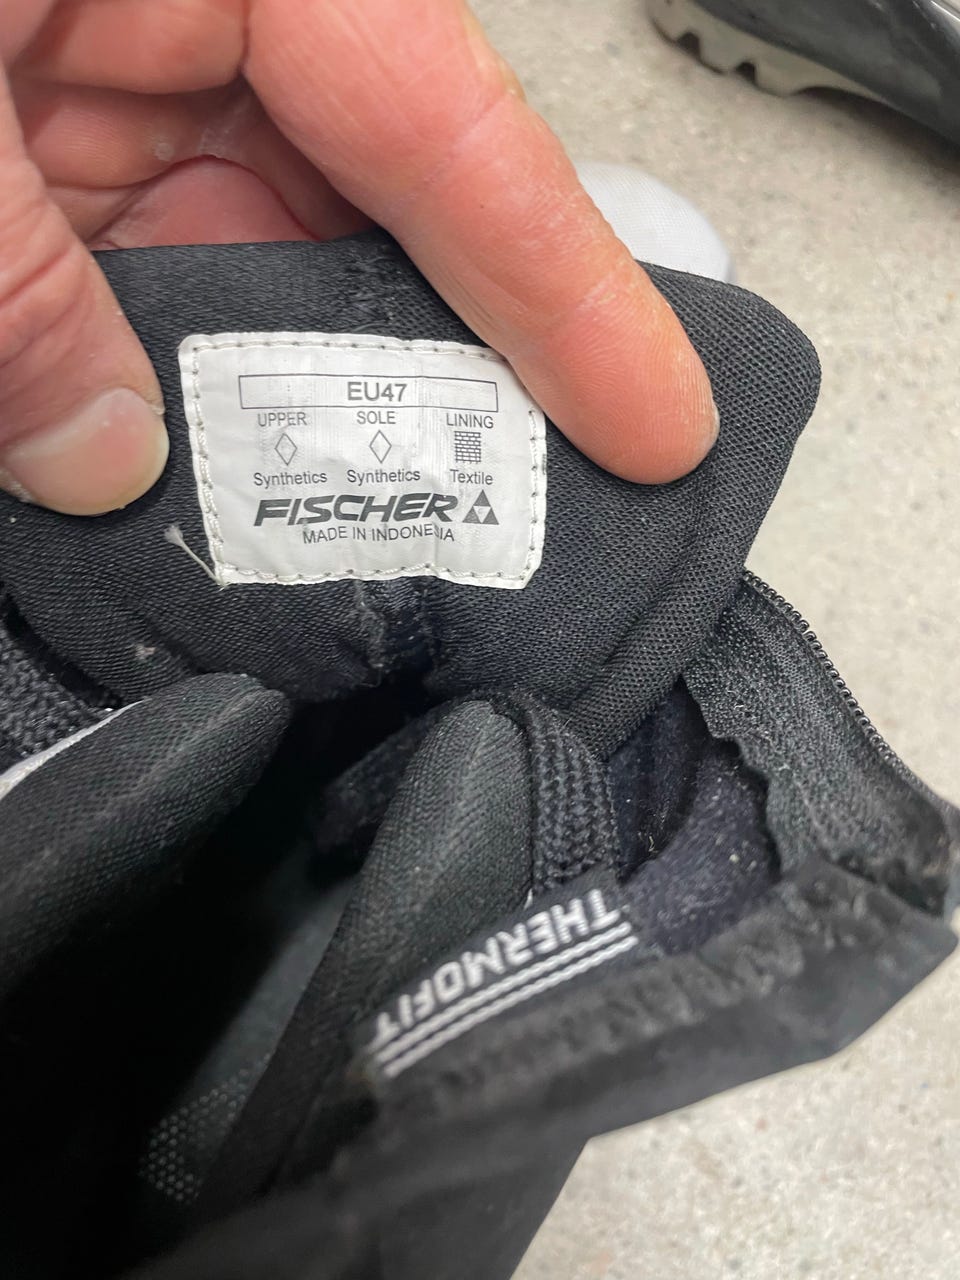 EU47
UPPER SOLE LINING
Synthetics Synthetics Textile
FISCHER
MADE IN INDONESIA
THERMOFIT